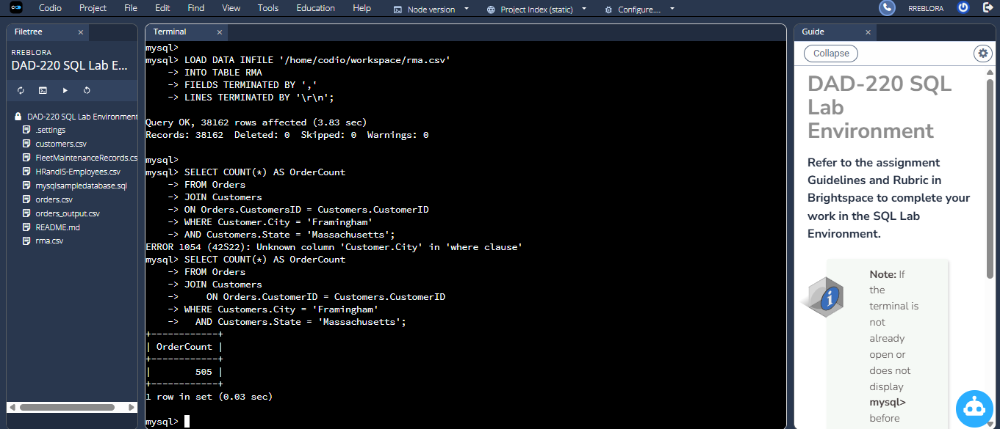 Codio Project File Edit Find View Tools Education Help Node version Project Index (static) Configure.... RREBLORA
Filetree ×
RREBLORA
DAD-220 SQL Lab E...
DAD-220 SQL Lab Environment
.settings
customers.csv
FleetMaintenanceRecords.cs
HRandIS-Employees.csv
mysqlsampledatabase.sql
orders.csv
orders_output.csv
README.md
rma.csv
Terminal ×
mysql>
mysql> LOAD DATA INFILE '/home/codio/workspace/rma.csv'
    -> INTO TABLE RMA
    -> FIELDS TERMINATED BY ','
    -> LINES TERMINATED BY '\r\n';
Query OK, 38162 rows affected (3.83 sec)
Records: 38162  Deleted: 0  Skipped: 0  Warnings: 0
mysql>
mysql> SELECT COUNT(*) AS OrderCount
    -> FROM Orders
    -> JOIN Customers
    -> ON Orders.CustomersID = Customers.CustomerID
    -> WHERE Customer.City = 'Framingham'
    -> AND Customers.State = 'Massachusetts';
ERROR 1054 (42S22): Unknown column 'Customer.City' in 'where clause'
mysql> SELECT COUNT(*) AS OrderCount
    -> FROM Orders
    -> JOIN Customers
    ->     ON Orders.CustomerID = Customers.CustomerID
    -> WHERE Customers.City = 'Framingham'
    ->   AND Customers.State = 'Massachusetts';
+------------+
| OrderCount |
+------------+
|        505 |
+------------+
1 row in set (0.03 sec)
mysql>
Guide ×
Collapse
DAD-220 SQL
Lab
Environment
Refer to the assignment
Guidelines and Rubric in
Brightspace to complete your
work in the SQL Lab
Environment.
Note: If
the
terminal is
not
already
open or
does not
display
mysql>
before